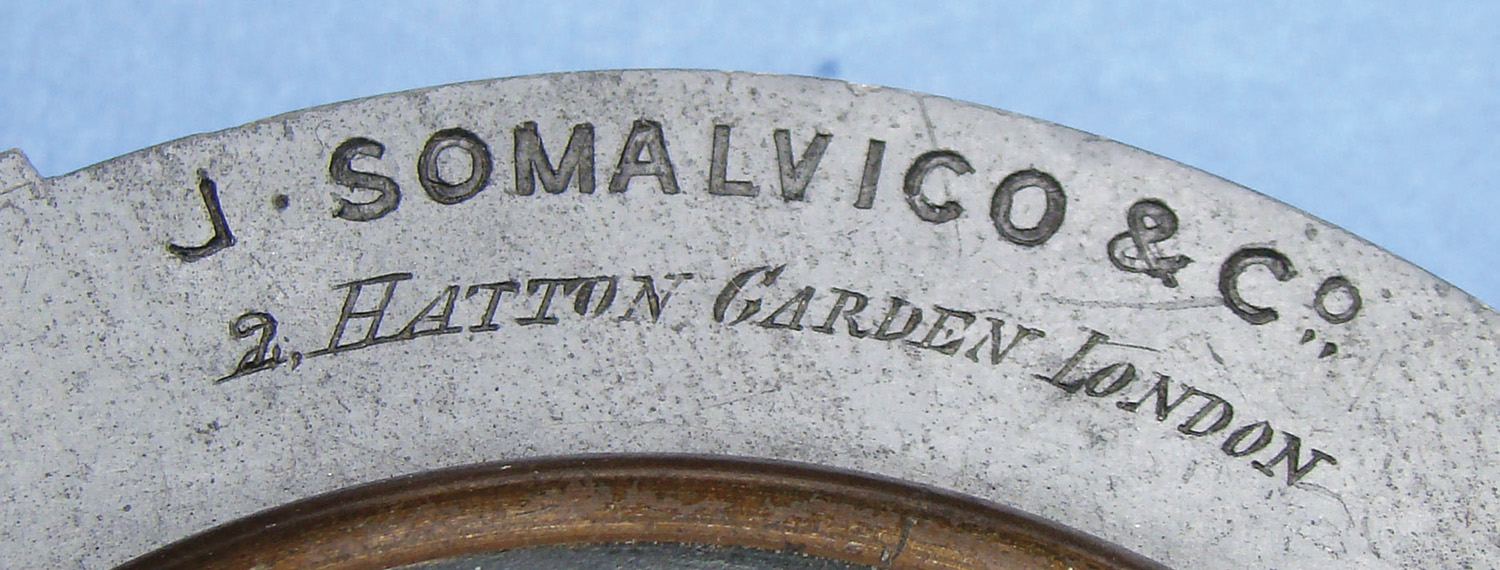 J. SOMALVICO & Co
2, HATTON GARDEN LONDON